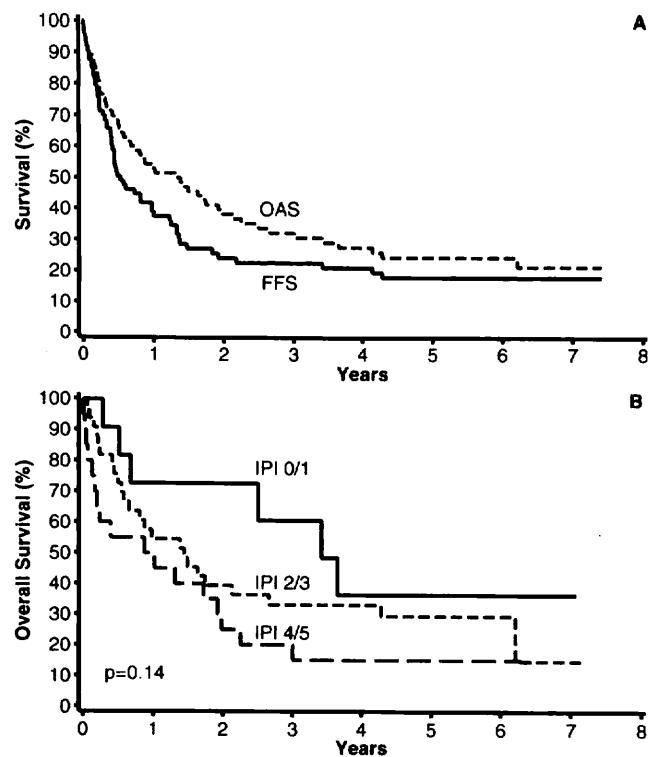 A
Survival (%)
100
90
80
70
60
50
40
30
20
10
0
OAS
FFS
0 1 2 3 4 5 6 7 8
Years
B
Overall Survival (%)
100
90
80
70
60
50
40
30
20
10
0
IPI 0/1
IPI 2/3
IPI 4/5
p=0.14
0 1 2 3 4 5 6 7 8
Years